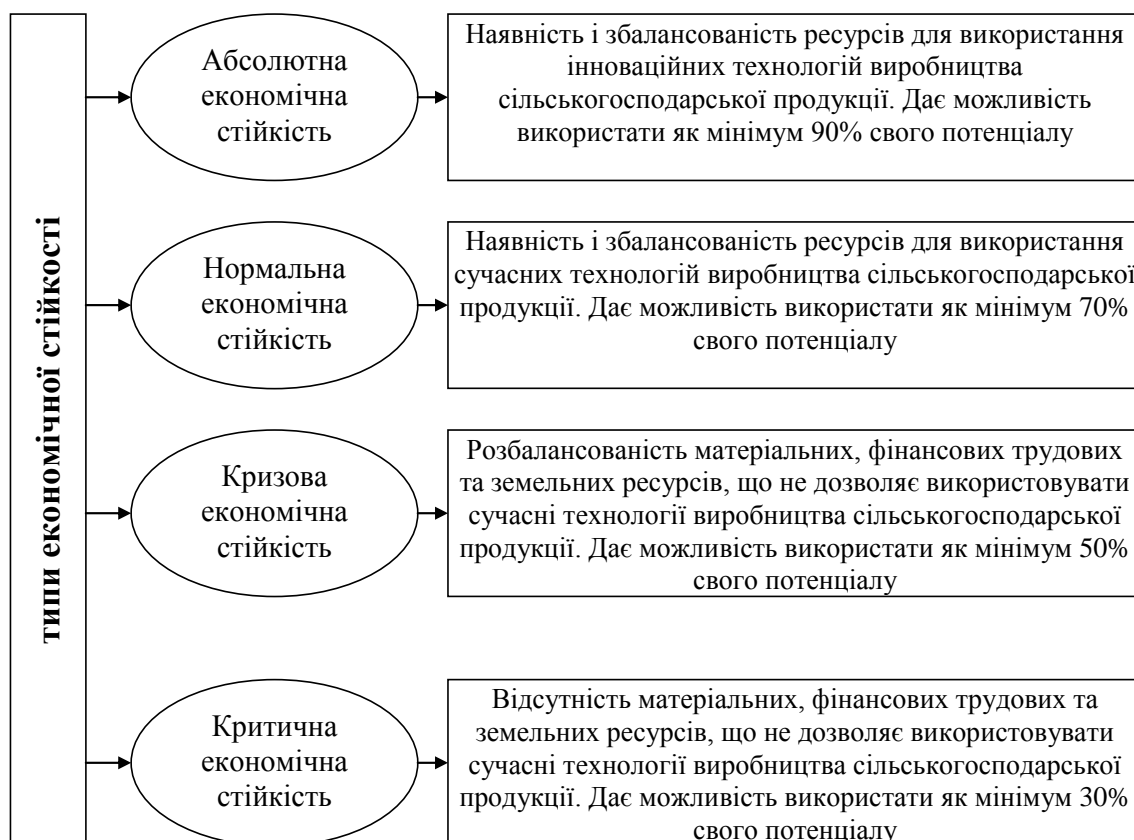 типи економічної стійкості
Абсолютна
економічна
стійкість
Наявність і збалансованість ресурсів для використання
інноваційних технологій виробництва
сільськогосподарської продукції. Дає можливість
використати як мінімум 90% свого потенціалу
Нормальна
економічна
стійкість
Наявність і збалансованість ресурсів для використання
сучасних технологій виробництва сільськогосподарської
продукції. Дає можливість використати як мінімум 70%
свого потенціалу
Кризова
економічна
стійкість
Розбалансованість матеріальних, фінансових трудових
та земельних ресурсів, що не дозволяє використовувати
сучасні технології виробництва сільськогосподарської
продукції. Дає можливість використати як мінімум 50%
свого потенціалу
Критична
економічна
стійкість
Відсутність матеріальних, фінансових трудових та
земельних ресурсів, що не дозволяє використовувати
сучасні технології виробництва сільськогосподарської
продукції. Дає можливість використати як мінімум 30%
свого потенціалу